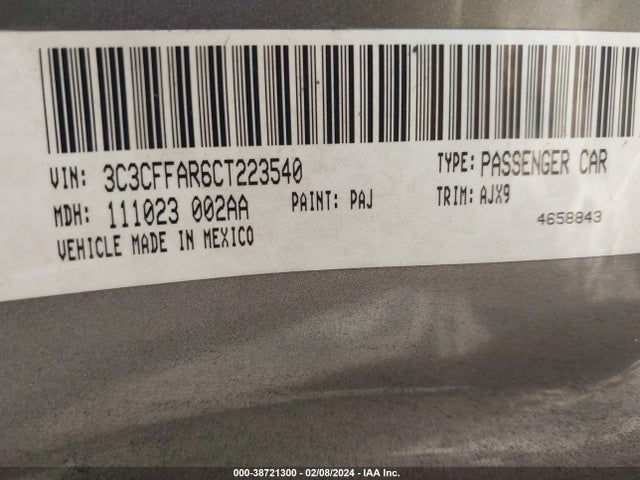 VIN: 3C3CFFAR6CT223540 TYPE: PASSENGER CAR
MDH: 111023 002AA PAINT: PAJ TRIM: AJX9
VEHICLE MADE IN MEXICO 4658843
000-38721300 - 02/08/2024 - IAA Inc.